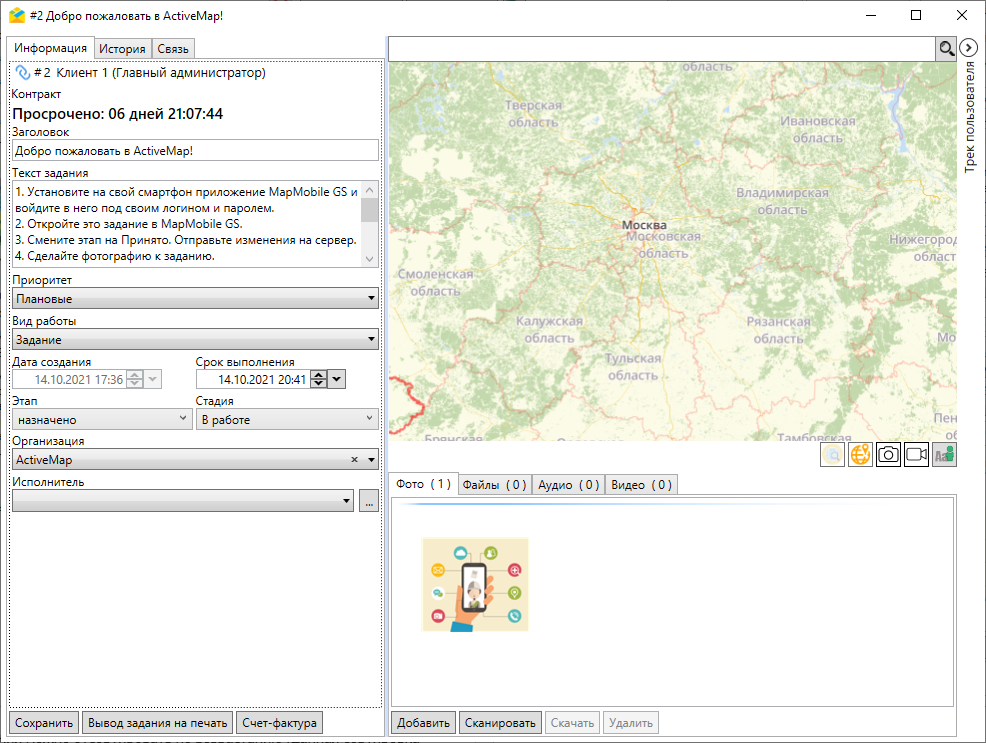 #2 Добро пожаловать в ActiveMap!
Информация
История
Связь
#2 Клиент 1 (Главный администратор)
Контракт
Просрочено: 06 дней 21:07:44
Заголовок
Добро пожаловать в ActiveMap!
Текст задания
1. Установите на свой смартфон приложение MapMobile GS и
войдите в него под своим логином и паролем.
2. Откройте это задание в MapMobile GS.
3. Смените этап на Принято. Отправьте изменения на сервер.
4. Сделайте фотографию к заданию.
Приоритет
Плановые
Вид работы
Задание
Дата создания
Срок выполнения
14.10.2021 17:36
14.10.2021 20:41
Этап
Стадия
назначено
В работе
Организация
ActiveMap
Исполнитель
...
Сохранить
Вывод задания на печать
Счет-фактура
Трек пользователя
область
Тверская
область
Ивановская
область
Владимирская
область
Москва
Московская
область
Нижегород
област
Смоленская
область
Калужская
область
Рязанская
область
Тульская
область
Мо
Пен
об
Брянская
Тамбовская
Фото (1)
Файлы (0)
Аудио (0)
Видео (0)
Добавить
Сканировать
Скачать
Удалить